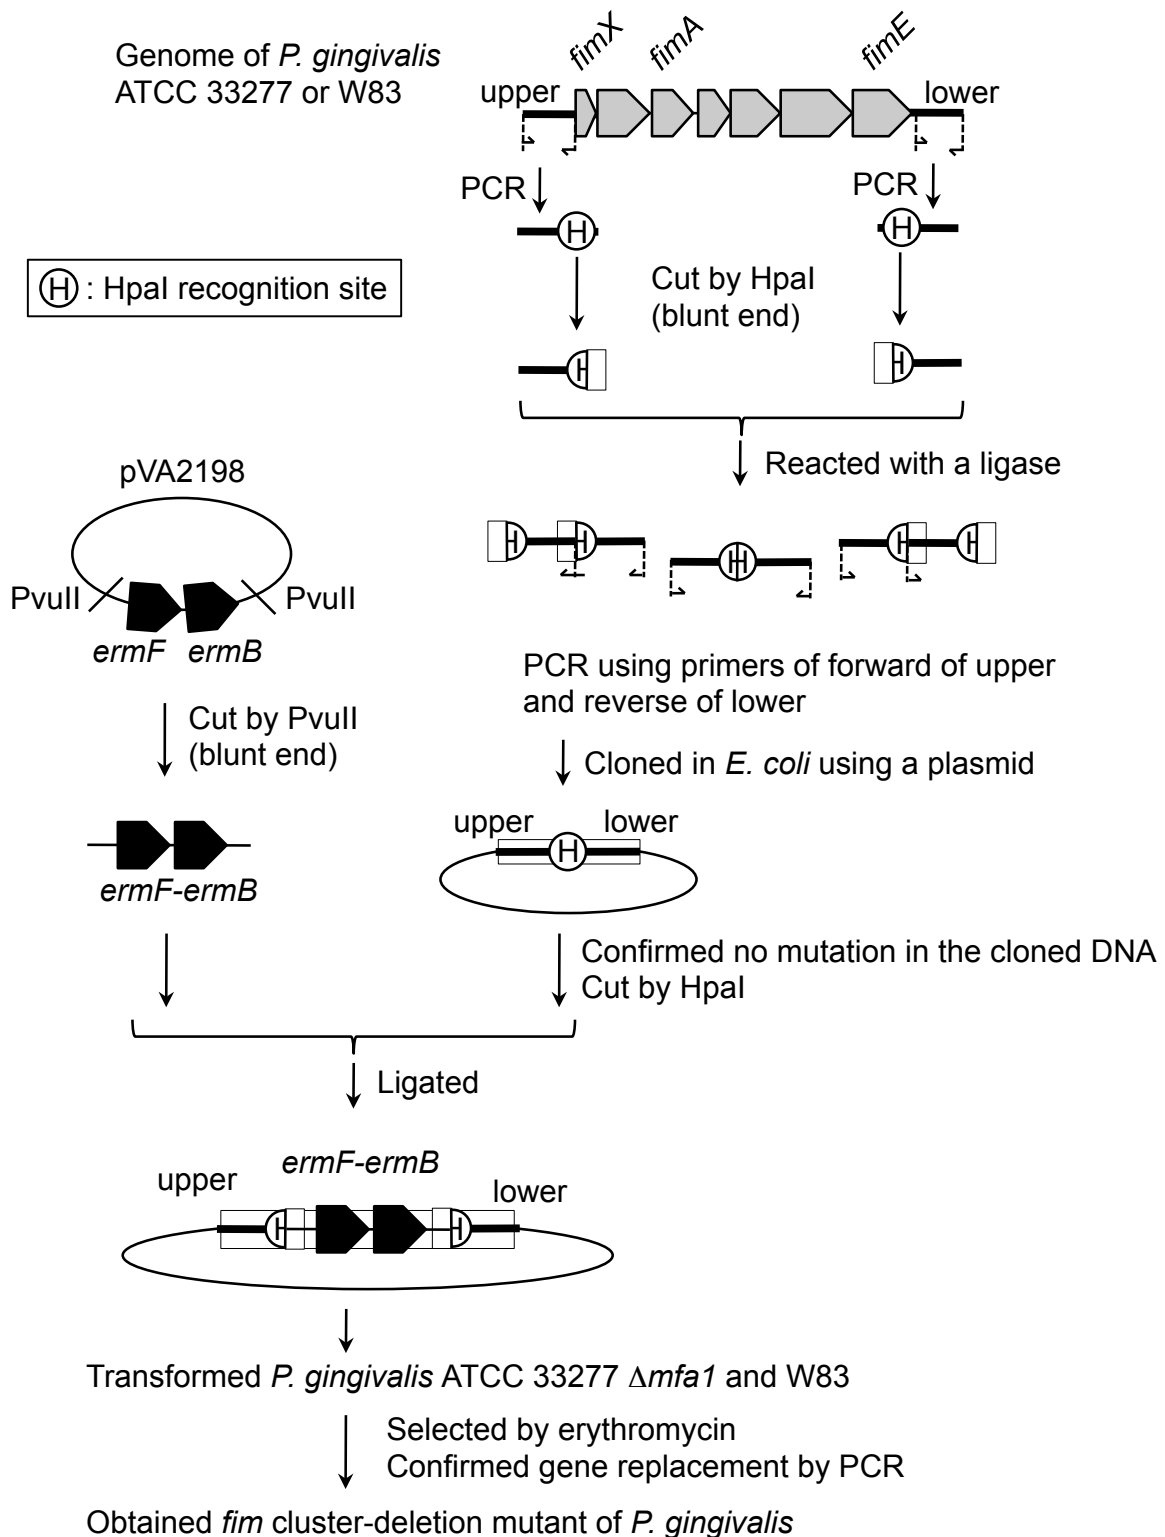 fimX fimA fimE
Genome of P. gingivalis
ATCC 33277 or W83
upper lower
PCR PCR
H H
H : HpaI recognition site
Cut by HpaI
(blunt end)
H H
Reacted with a ligase
pVA2198
H H H H H H
PvuII PvuII
ermF ermB
PCR using primers of forward of upper
and reverse of lower
Cut by PvuII
(blunt end)
Cloned in E. coli using a plasmid
upper lower
H
ermF-ermB
Confirmed no mutation in the cloned DNA
Cut by HpaI
Ligated
ermF-ermB
upper lower
H H
Transformed P. gingivalis ATCC 33277 Δmfa1 and W83
Selected by erythromycin
Confirmed gene replacement by PCR
Obtained fim cluster-deletion mutant of P. gingivalis